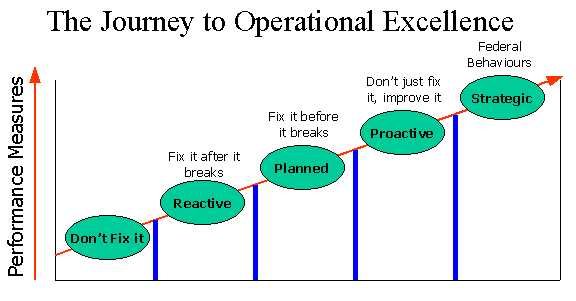 The Journey to Operational Excellence
Federal
Behaviours
Don't just fix
it, improve it
Strategic
Fix it before
it breaks
Proactive
Fix it after it
breaks
Planned
Reactive
Don't Fix it
Performance Measures